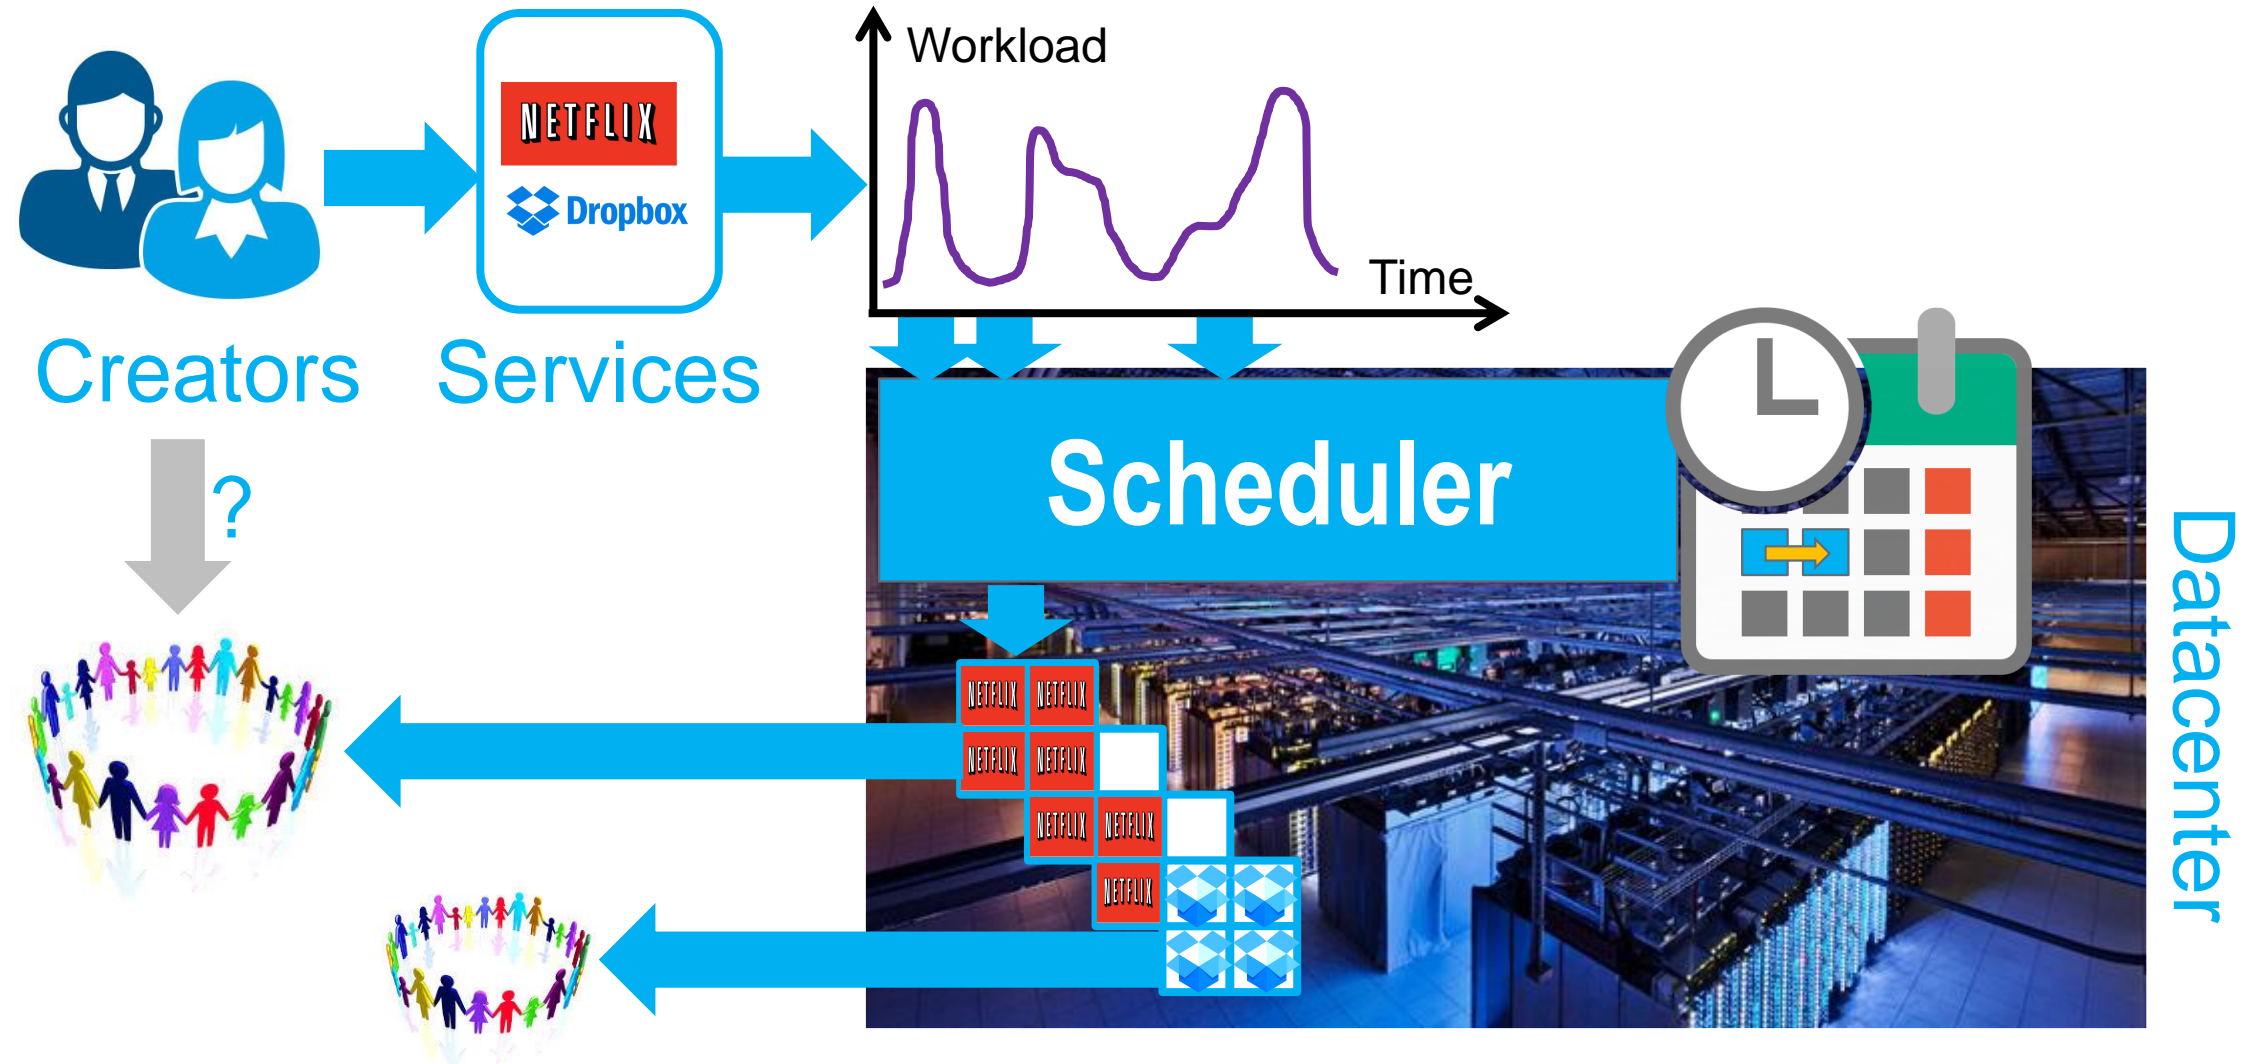 NETFLIX
Dropbox
Workload
Time
Creators
Services
?
Scheduler
Datacenter
NETFLIX NETFLIX
NETFLIX NETFLIX
NETFLIX NETFLIX
NETFLIX